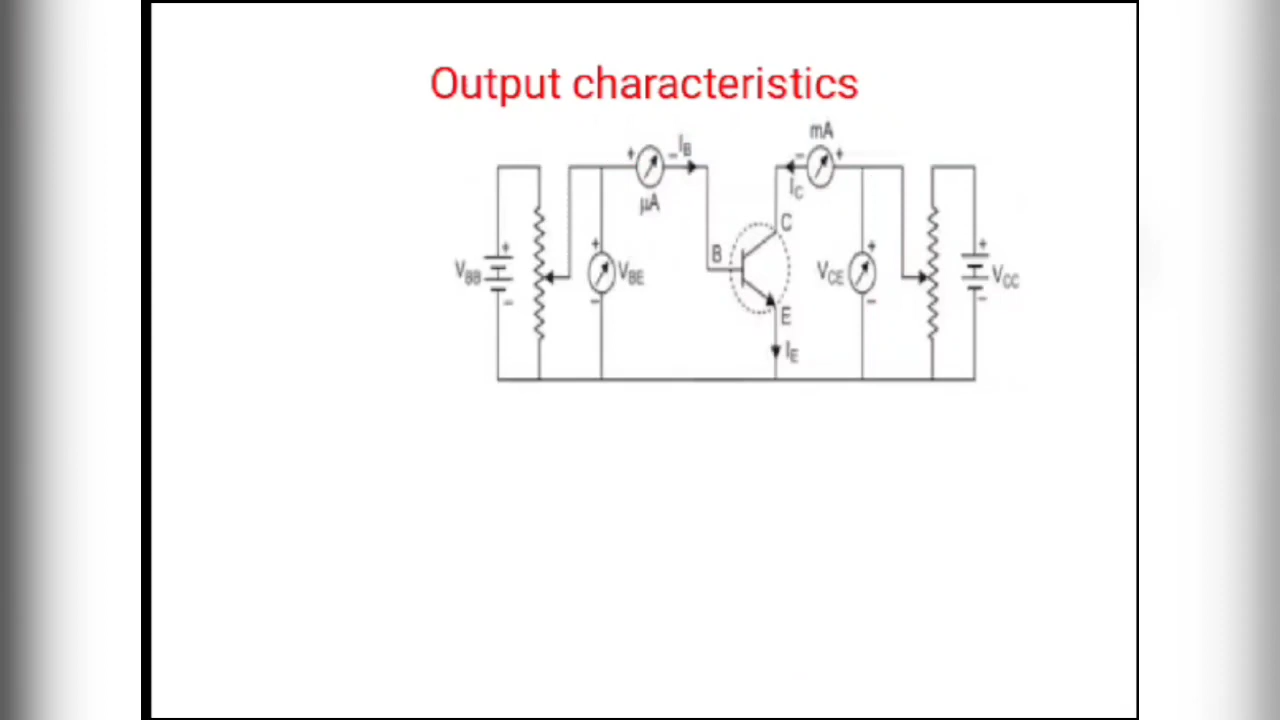 Output characteristics
mA
+ − IB − +
IC
µA
C
B
+ + + +
VBB VBE VCE VCC
− − − −
E
IE